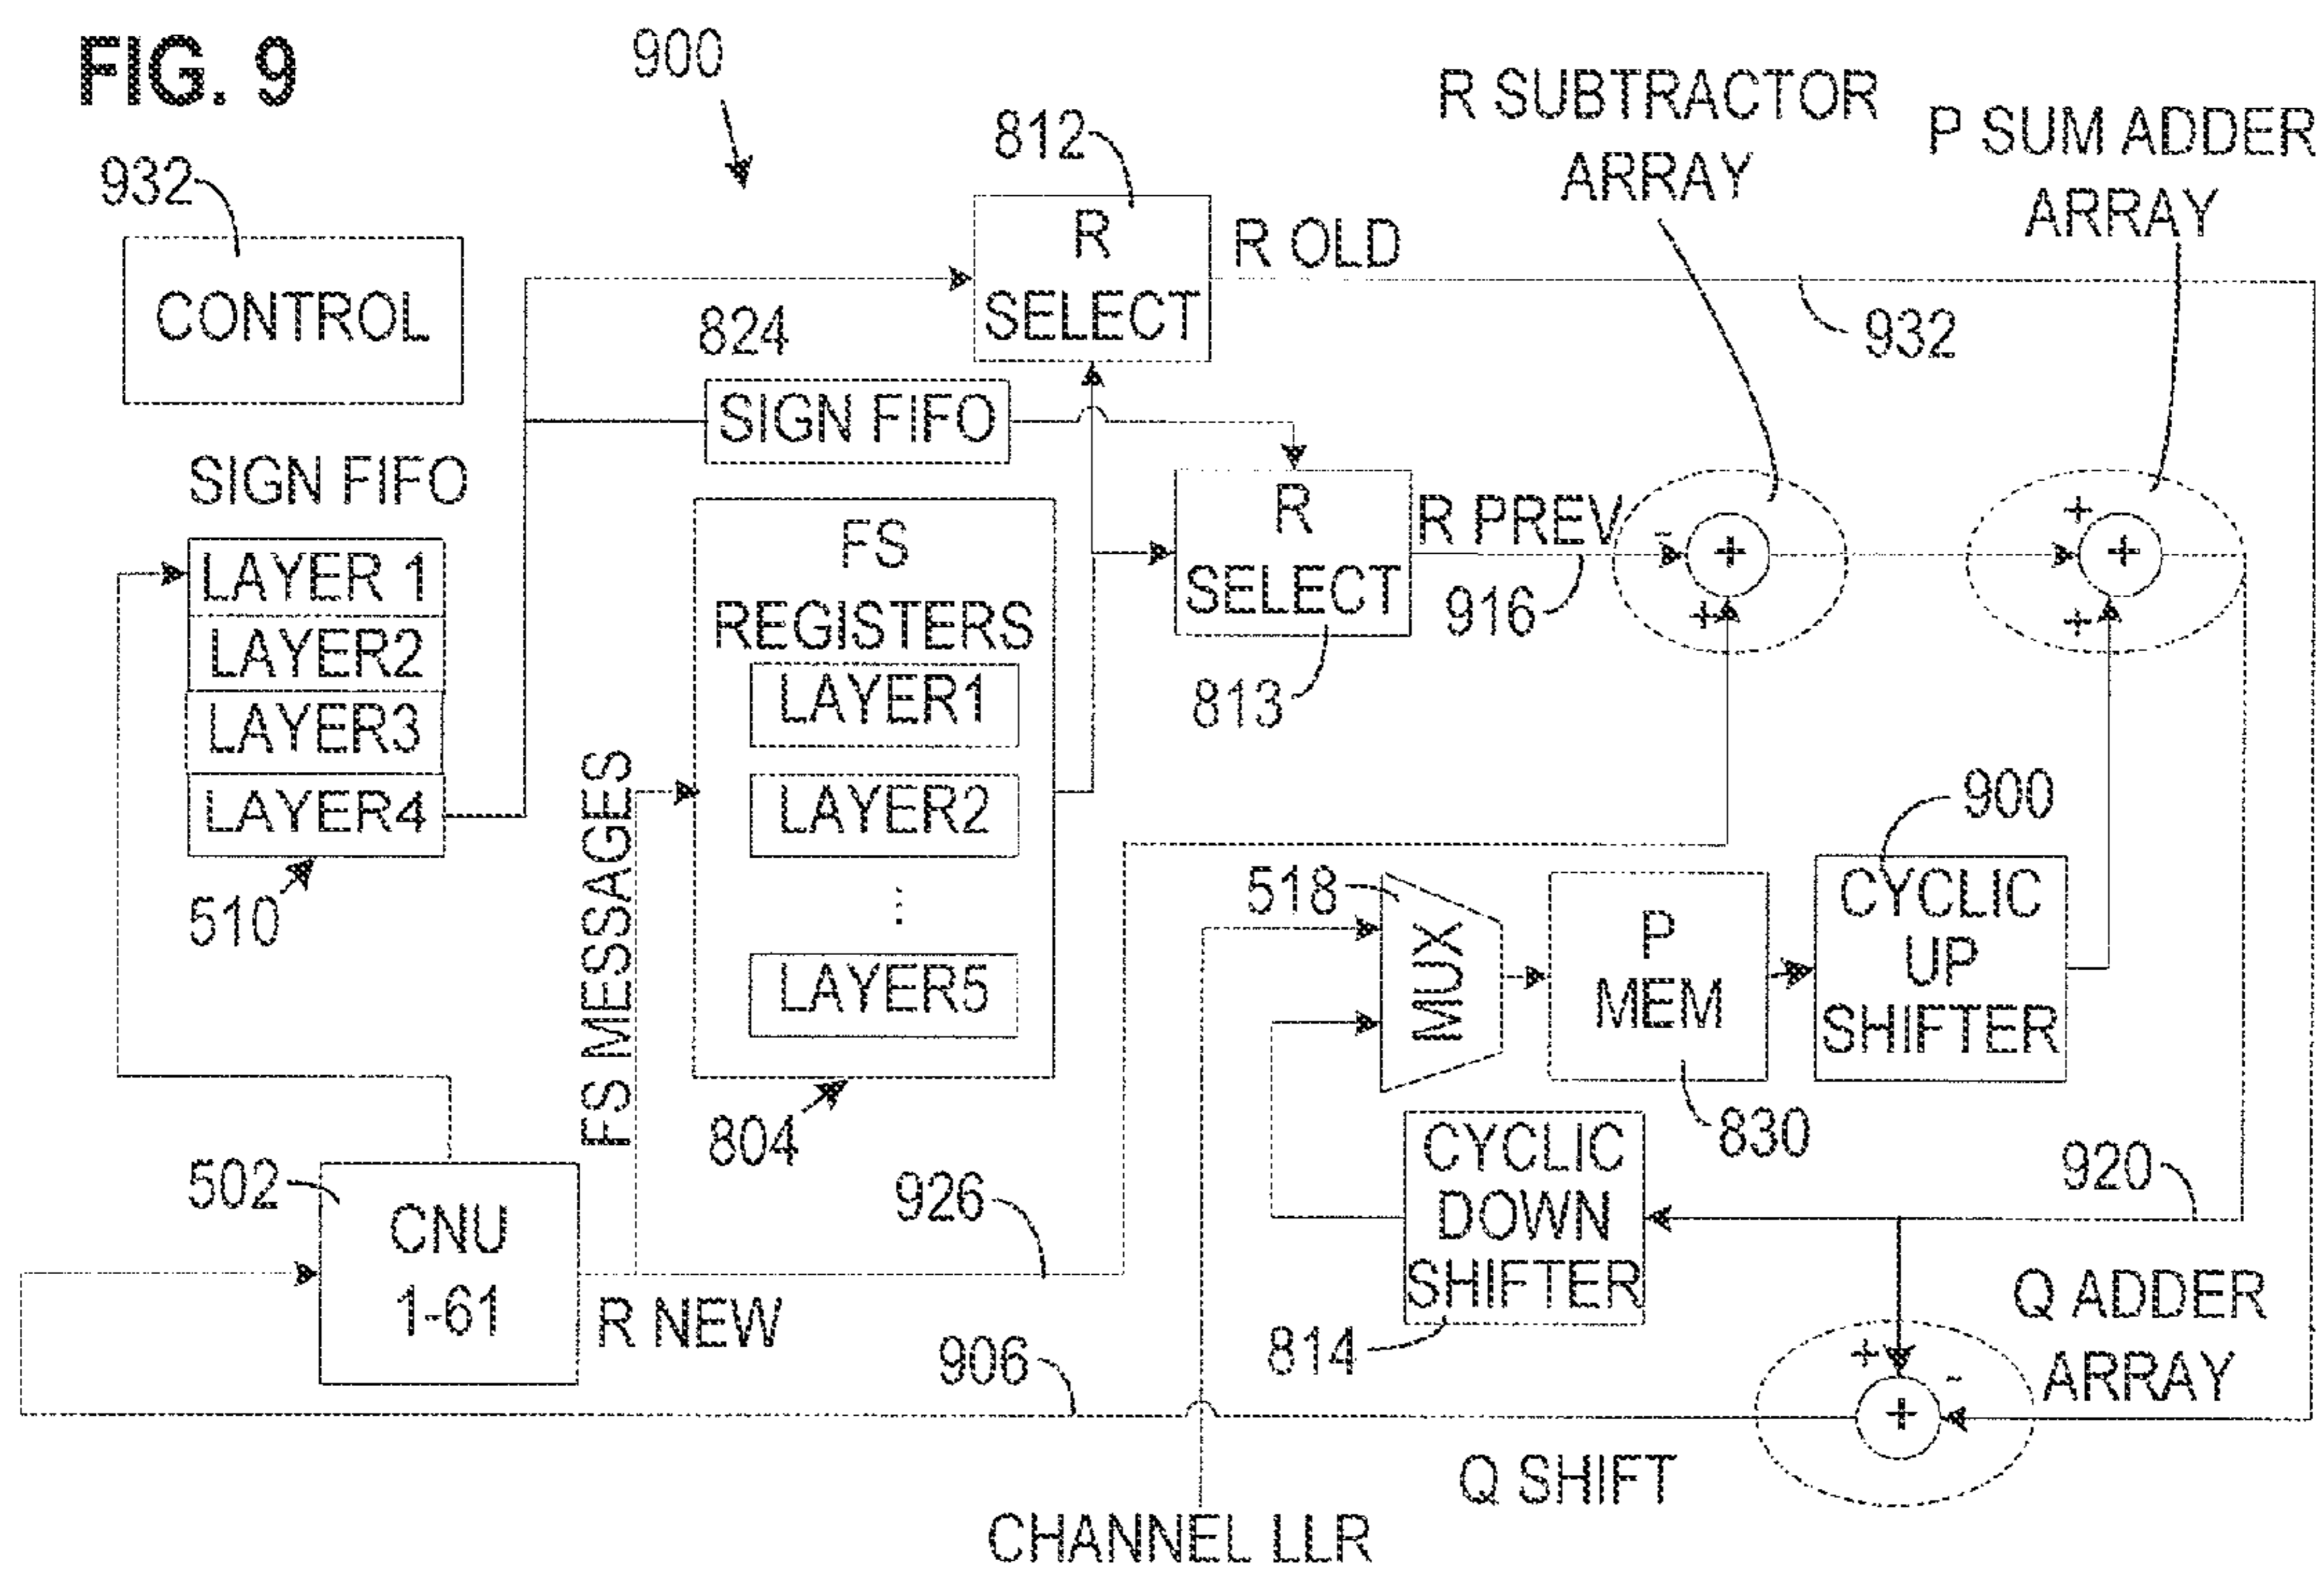 FIG. 9
900
932
CONTROL
812
R
SELECT
R OLD
932
R SUBTRACTOR
ARRAY
P SUM ADDER
ARRAY
824
SIGN FIFO
SIGN FIFO
LAYER 1
LAYER2
LAYER3
LAYER4
510
FS
REGISTERS
LAYER1
LAYER2
⋮
LAYER5
804
FS MESSAGES
R
SELECT
813
R PREV
916
-
+
+
+
+
+
518
MUX
P
MEM
830
900
CYCLIC
UP
SHIFTER
CYCLIC
DOWN
SHIFTER
814
920
502
CNU
1-61
R NEW
926
906
Q ADDER
ARRAY
+
-
+
Q SHIFT
CHANNEL LLR